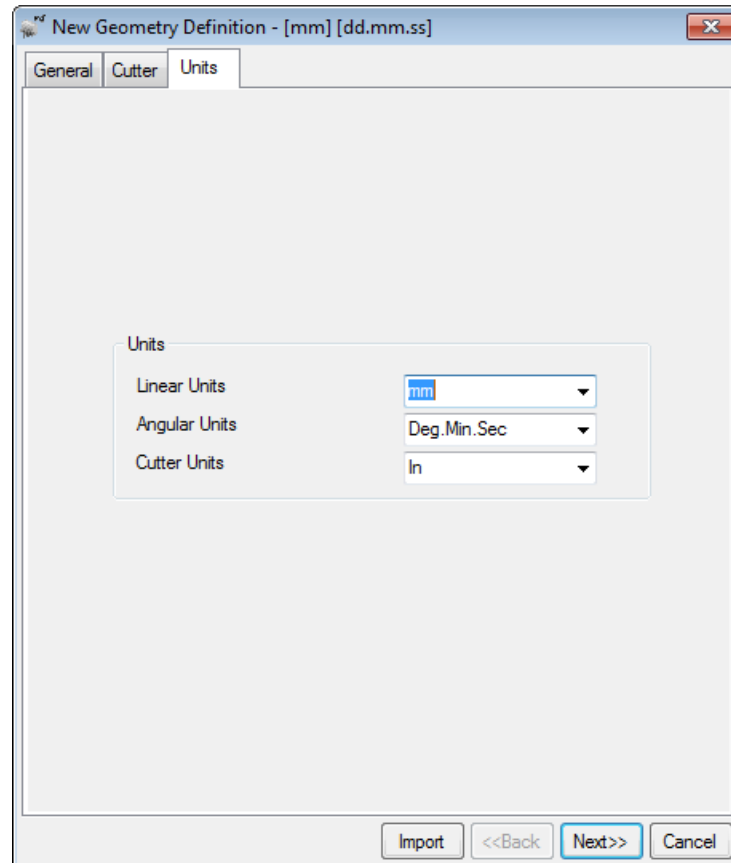 New Geometry Definition - [mm] [dd.mm.ss]
General Cutter Units
Units
Linear Units mm
Angular Units Deg.Min.Sec
Cutter Units In
Import <<Back Next>> Cancel